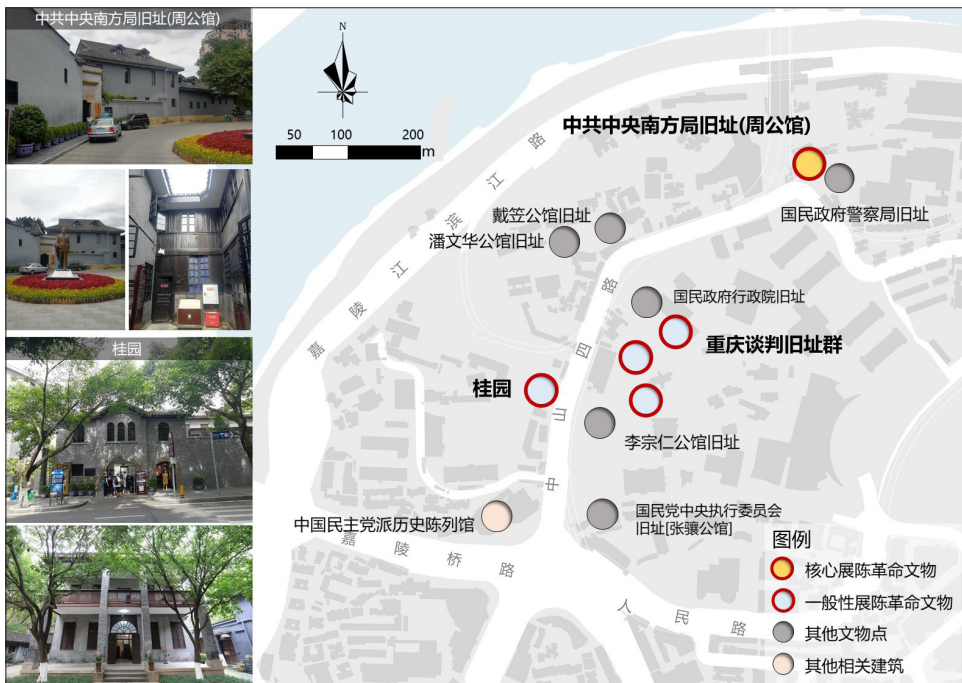 中共中央南方局旧址(周公馆)
桂园
N
50 100 200
m
嘉陵江滨江路
中共中央南方局旧址(周公馆)
国民政府警察局旧址
戴笠公馆旧址
潘文华公馆旧址
国民政府行政院旧址
重庆谈判旧址群
桂园
中山四路
李宗仁公馆旧址
中国民主党派历史陈列馆
国民党中央执行委员会
旧址[张骧公馆]
嘉陵桥路
人民路
图例
核心展陈革命文物
一般性展陈革命文物
其他文物点
其他相关建筑